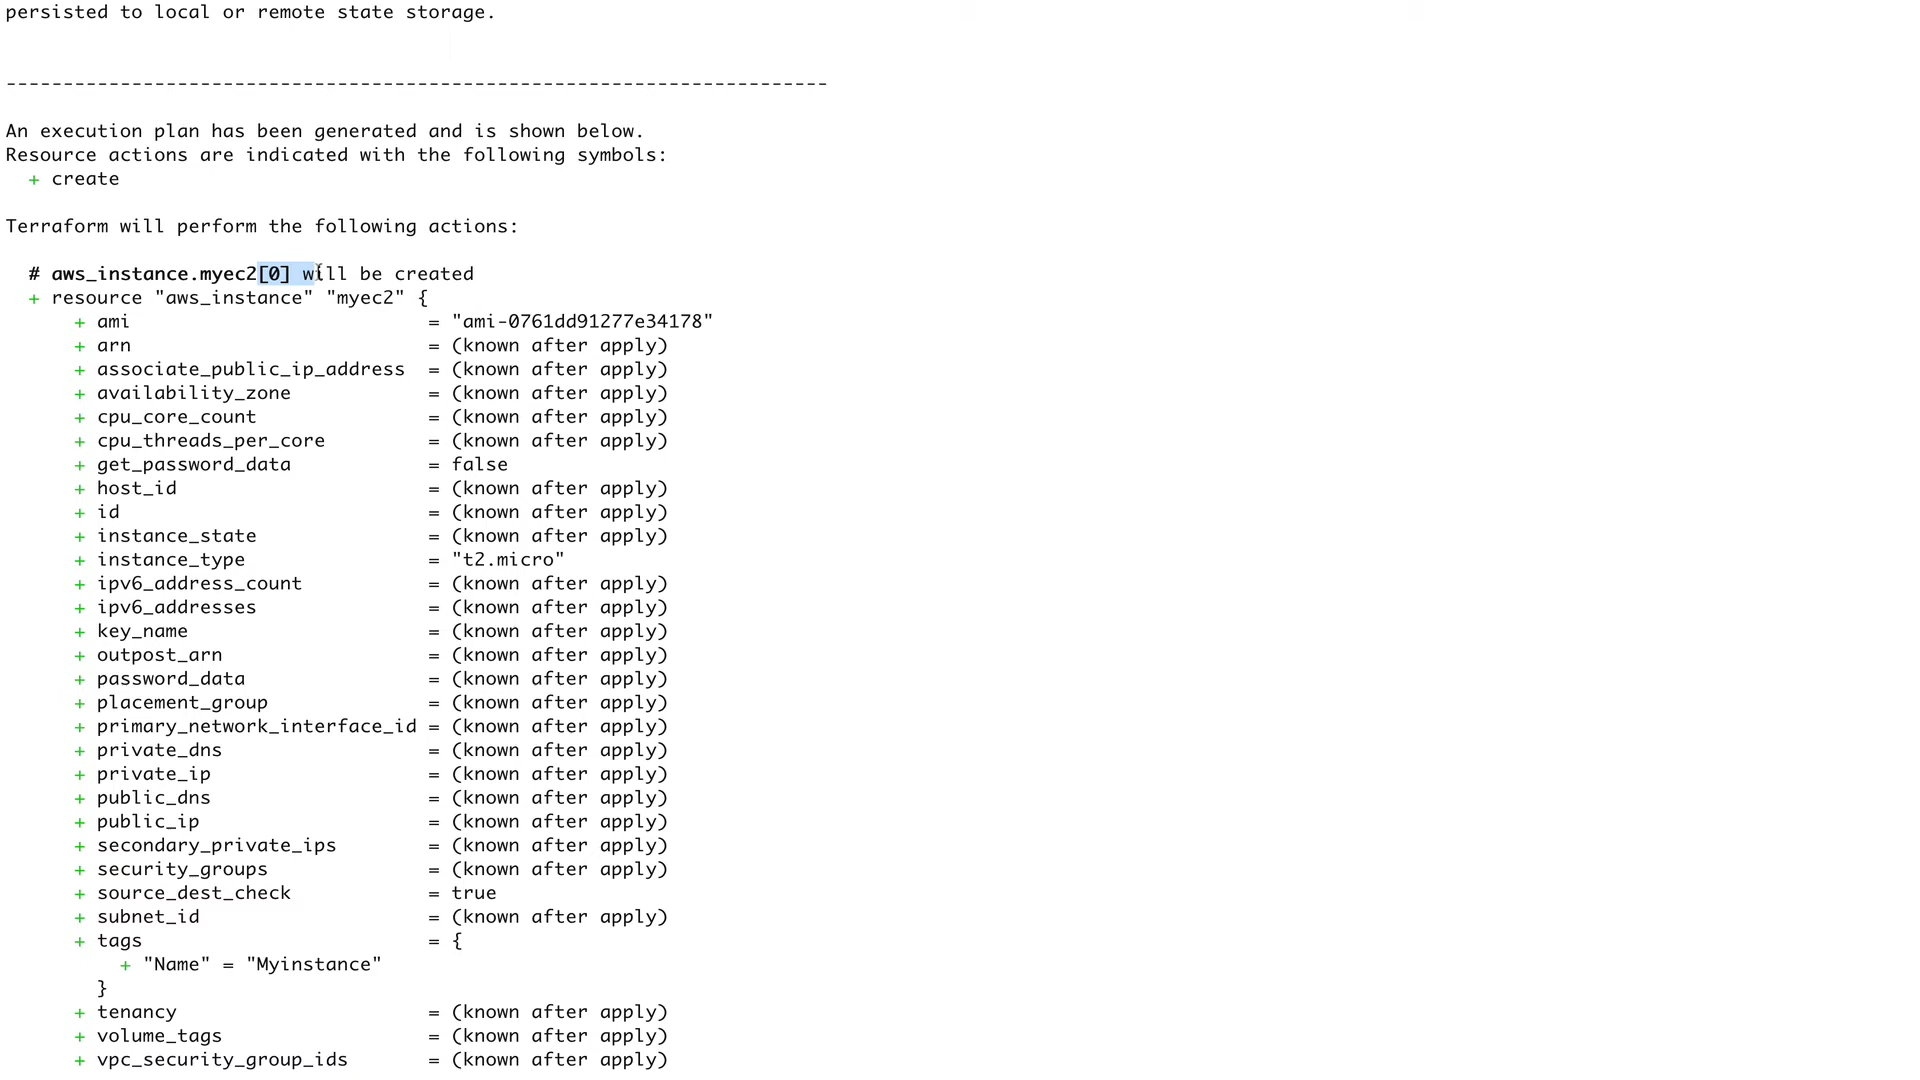 persisted to local or remote state storage.
------------------------------------------------------------------------
An execution plan has been generated and is shown below.
Resource actions are indicated with the following symbols:
  + create
Terraform will perform the following actions:
  # aws_instance.myec2[0] will be created
  + resource "aws_instance" "myec2" {
      + ami                          = "ami-0761dd91277e34178"
      + arn                          = (known after apply)
      + associate_public_ip_address  = (known after apply)
      + availability_zone            = (known after apply)
      + cpu_core_count               = (known after apply)
      + cpu_threads_per_core         = (known after apply)
      + get_password_data            = false
      + host_id                      = (known after apply)
      + id                           = (known after apply)
      + instance_state               = (known after apply)
      + instance_type                = "t2.micro"
      + ipv6_address_count           = (known after apply)
      + ipv6_addresses               = (known after apply)
      + key_name                     = (known after apply)
      + outpost_arn                  = (known after apply)
      + password_data                = (known after apply)
      + placement_group              = (known after apply)
      + primary_network_interface_id = (known after apply)
      + private_dns                  = (known after apply)
      + private_ip                   = (known after apply)
      + public_dns                   = (known after apply)
      + public_ip                    = (known after apply)
      + secondary_private_ips        = (known after apply)
      + security_groups              = (known after apply)
      + source_dest_check            = true
      + subnet_id                    = (known after apply)
      + tags                         = {
          + "Name" = "Myinstance"
        }
      + tenancy                      = (known after apply)
      + volume_tags                  = (known after apply)
      + vpc_security_group_ids       = (known after apply)